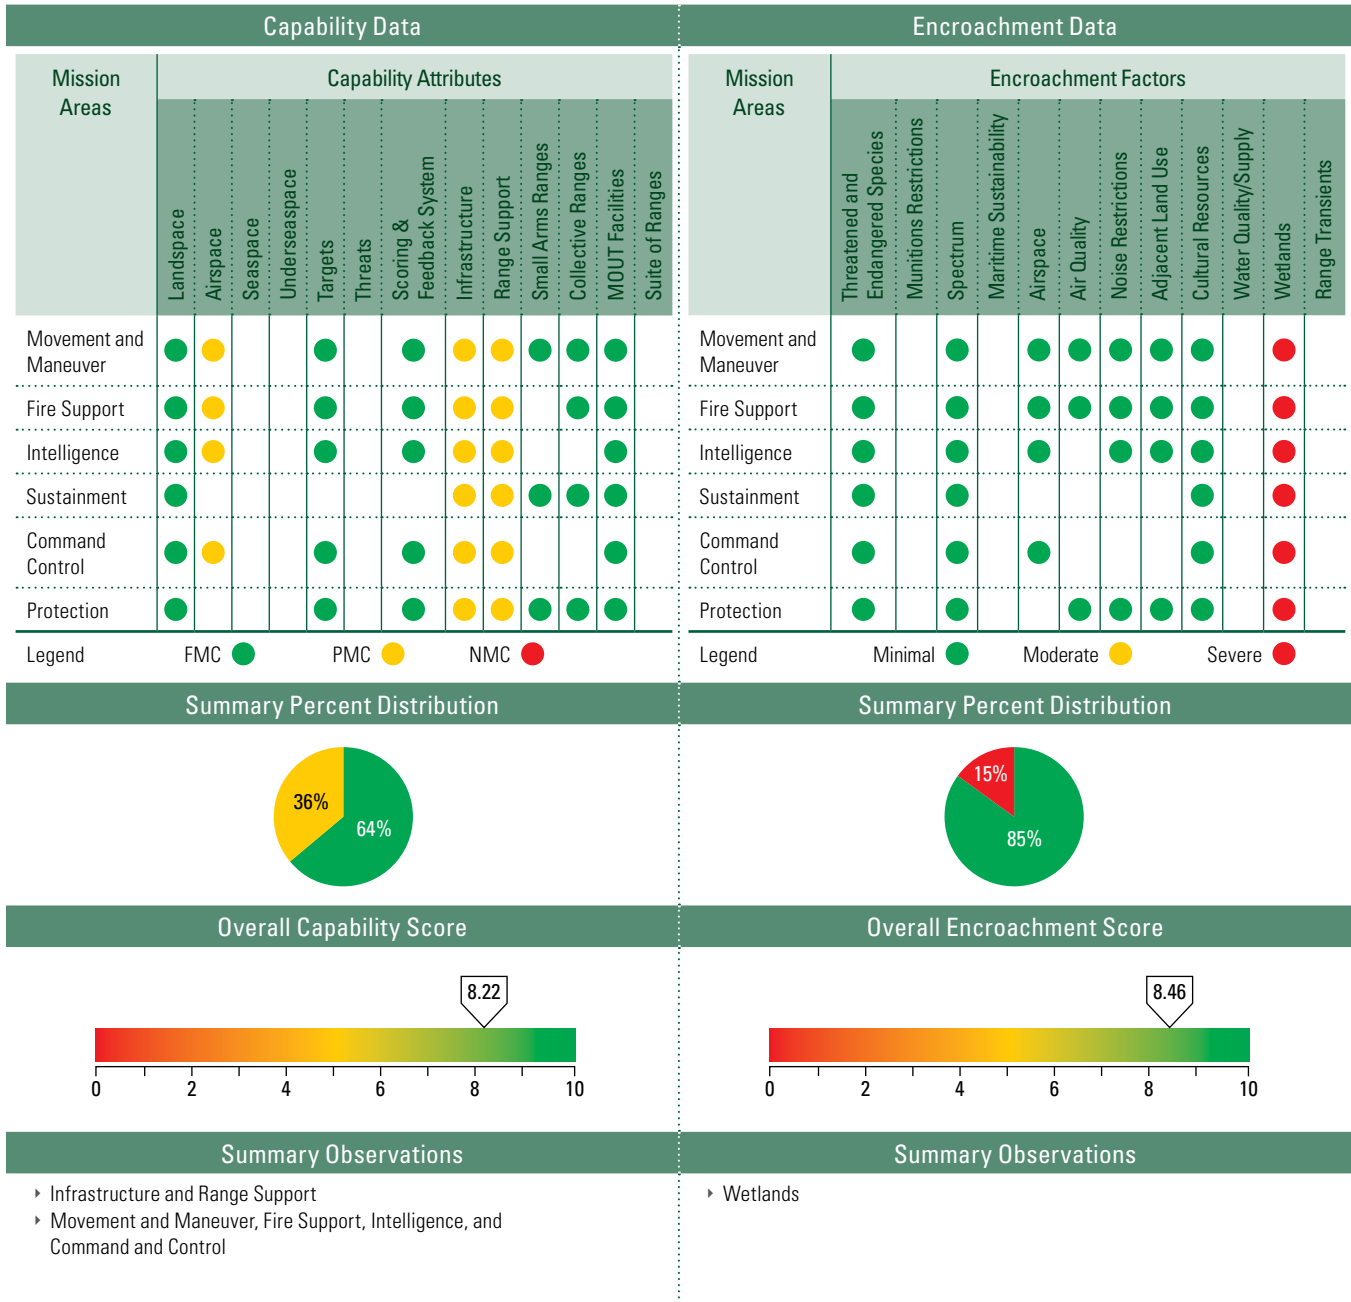 Capability Data
Mission
Areas
Capability Attributes
Landspace
Airspace
Seaspace
Underseaspace
Targets
Threats
Scoring &
Feedback System
Infrastructure
Range Support
Small Arms Ranges
Collective Ranges
MOUT Facilities
Suite of Ranges
Movement and
Maneuver
Fire Support
Intelligence
Sustainment
Command
Control
Protection
Legend FMC PMC NMC
Summary Percent Distribution
36%
64%
Overall Capability Score
8.22
0 2 4 6 8 10
Summary Observations
‣ Infrastructure and Range Support
‣ Movement and Maneuver, Fire Support, Intelligence, and
Command and Control
Encroachment Data
Mission
Areas
Encroachment Factors
Threatened and
Endangered Species
Munitions Restrictions
Spectrum
Maritime Sustainability
Airspace
Air Quality
Noise Restrictions
Adjacent Land Use
Cultural Resources
Water Quality/Supply
Wetlands
Range Transients
Movement and
Maneuver
Fire Support
Intelligence
Sustainment
Command
Control
Protection
Legend Minimal Moderate Severe
Summary Percent Distribution
15%
85%
Overall Encroachment Score
8.46
0 2 4 6 8 10
Summary Observations
‣ Wetlands